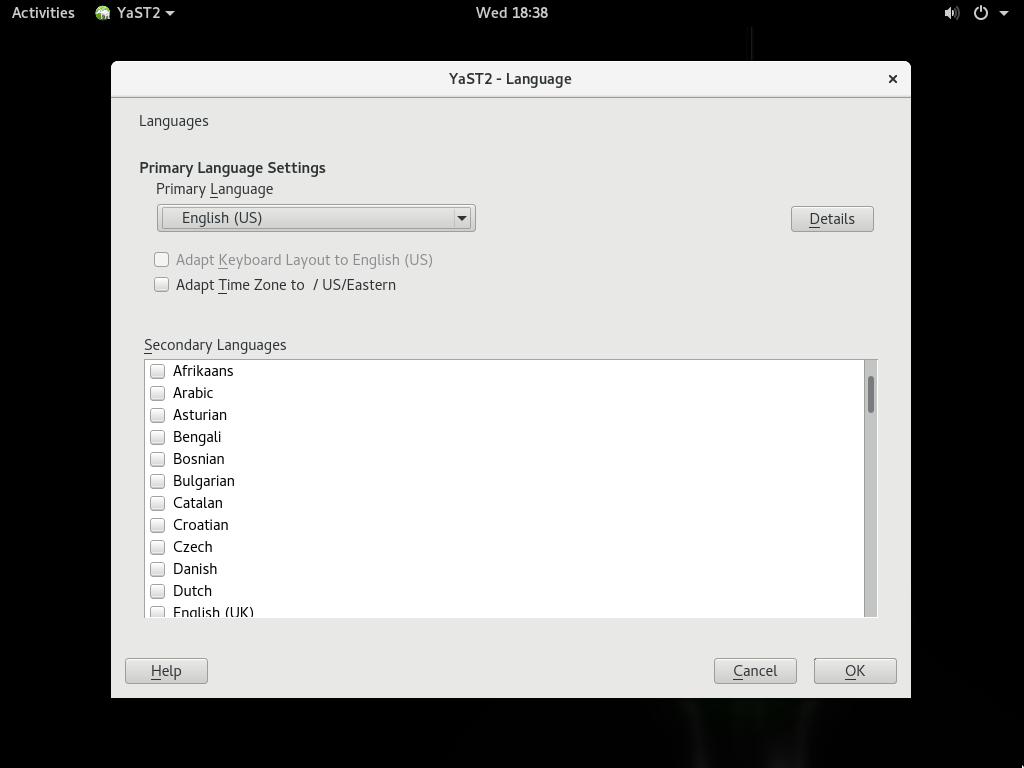 Activities YaST2 Wed 18:38
YaST2 - Language
Languages
Primary Language Settings
Primary Language
English (US)
Details
Adapt Keyboard Layout to English (US)
Adapt Time Zone to / US/Eastern
Secondary Languages
Afrikaans
Arabic
Asturian
Bengali
Bosnian
Bulgarian
Catalan
Croatian
Czech
Danish
Dutch
English (UK)
Help Cancel OK